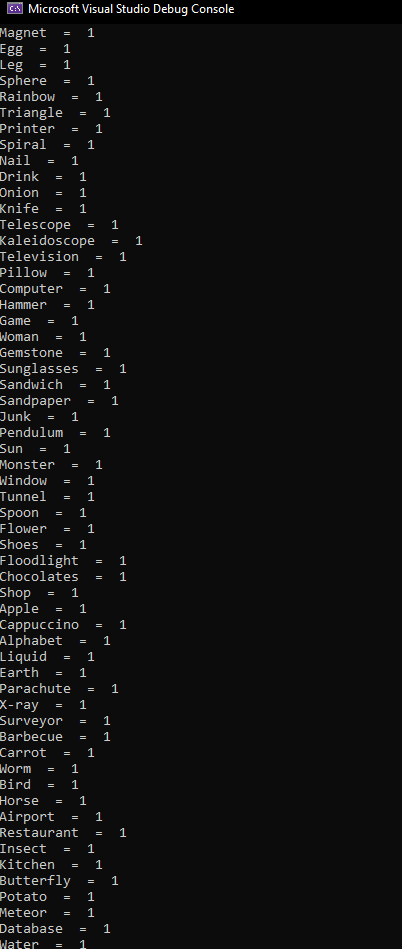 Microsoft Visual Studio Debug Console
Magnet  =  1
Egg  =  1
Leg  =  1
Sphere  =  1
Rainbow  =  1
Triangle  =  1
Printer  =  1
Spiral  =  1
Nail  =  1
Drink  =  1
Onion  =  1
Knife  =  1
Telescope  =  1
Kaleidoscope  =  1
Television  =  1
Pillow  =  1
Computer  =  1
Hammer  =  1
Game  =  1
Woman  =  1
Gemstone  =  1
Sunglasses  =  1
Sandwich  =  1
Sandpaper  =  1
Junk  =  1
Pendulum  =  1
Sun  =  1
Monster  =  1
Window  =  1
Tunnel  =  1
Spoon  =  1
Flower  =  1
Shoes  =  1
Floodlight  =  1
Chocolates  =  1
Shop  =  1
Apple  =  1
Cappuccino  =  1
Alphabet  =  1
Liquid  =  1
Earth  =  1
Parachute  =  1
X-ray  =  1
Surveyor  =  1
Barbecue  =  1
Carrot  =  1
Worm  =  1
Bird  =  1
Horse  =  1
Airport  =  1
Restaurant  =  1
Insect  =  1
Kitchen  =  1
Butterfly  =  1
Potato  =  1
Meteor  =  1
Database  =  1
Water  =  1